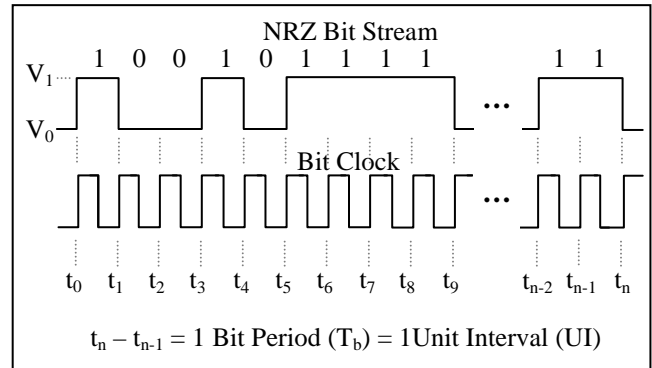 NRZ Bit Stream
1 0 0 1 0 1 1 1 1 1 1
V1
...
V0
Bit Clock
...
t0 t1 t2 t3 t4 t5 t6 t7 t8 t9 tn-2 tn-1 tn
tn – tn-1 = 1 Bit Period (Tb) = 1Unit Interval (UI)